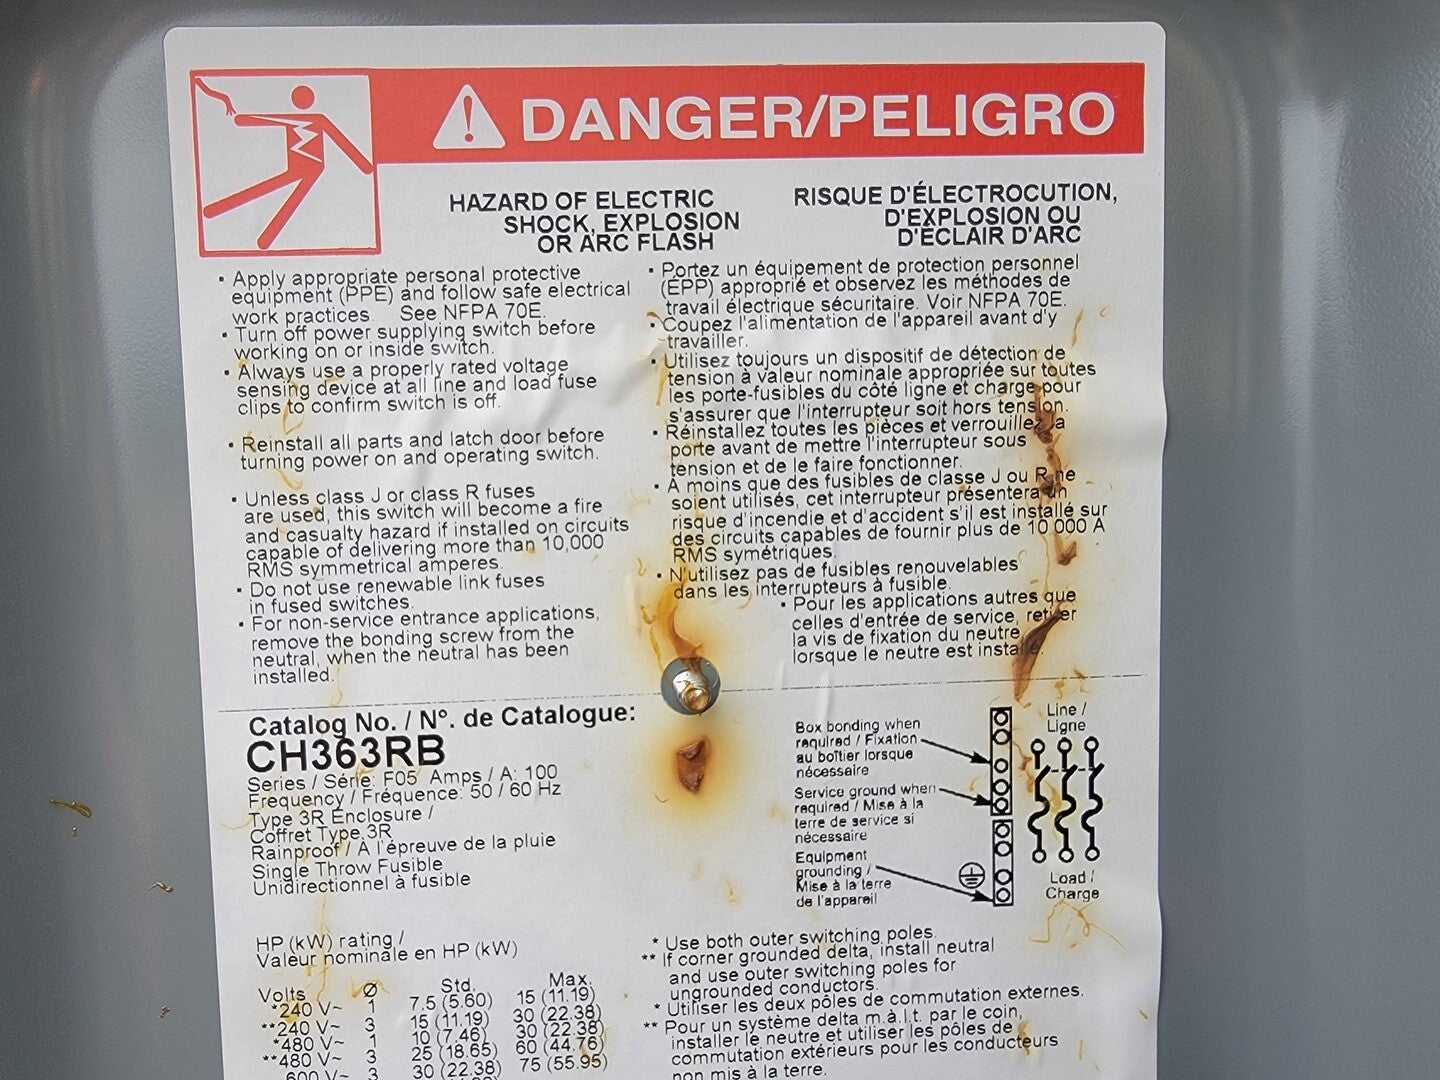 DANGER/PELIGRO
HAZARD OF ELECTRIC
SHOCK, EXPLOSION
OR ARC FLASH
• Apply appropriate personal protective
equipment (PPE) and follow safe electrical
work practices See NFPA 70E.
• Turn off power supplying switch before
working on or inside switch.
• Always use a properly rated voltage
sensing device at all line and load fuse
clips to confirm switch is off.
• Reinstall all parts and latch door before
turning power on and operating switch.
• Unless class J or class R fuses
are used, this switch will become a fire
and casualty hazard if installed on circuits
capable of delivering more than 10,000
RMS symmetrical amperes.
• Do not use renewable link fuses
in fused switches.
• For non-service entrance applications,
remove the bonding screw from the
neutral, when the neutral has been
installed.
RISQUE D'ÉLECTROCUTION,
D'EXPLOSION OU
D'ÉCLAIR D'ARC
• Portez un équipement de protection personnel
(ÉPP) approprié et observez les méthodes de
travail électrique sécuritaire. Voir NFPA 70E.
• Coupez l'alimentation de l'appareil avant d'y
travailler.
• Utilisez toujours un dispositif de détection de
tension à valeur nominale appropriée sur toutes
les porte-fusibles du côté ligne et charge pour
s'assurer que l'interrupteur soit hors tension.
• Réinstallez toutes les pièces et verrouillez la
porte avant de mettre l'interrupteur sous
tension et de le faire fonctionner.
• À moins que des fusibles de classe J ou R ne
soient utilisés, cet interrupteur présentera un
risque d'incendie et d'accident s'il est installé sur
des circuits capables de fournir plus de 10 000 A
RMS symétriques.
• N'utilisez pas de fusibles renouvelables
dans les interrupteurs à fusible.
• Pour les applications autres que
celles d'entrée de service, retirer
la vis de fixation du neutre
lorsque le neutre est installé.
Catalog No. / Nº. de Catalogue:
CH363RB
Series / Série F05 Amps / A: 100
Frequency / Fréquence: 50 / 60 Hz
Type 3R Enclosure /
Coffret Type 3R
Rainproof / À l'épreuve de la pluie
Single Throw Fusible
Unidirectionnel à fusible
Box bonding when
required / Fixation
au boîtier lorsque
nécessaire
Service ground when
required / Mise à la
terre de service si
nécessaire
Equipment
grounding /
Mise à la terre
de l'appareil
Line /
Ligne
Load /
Charge
HP (kW) rating /
Valeur nominale en HP (kW)
Volts Ø Std. Max.
*240 V~ 1 7.5 (5.60) 15 (11.19)
**240 V~ 3 15 (11.19) 30 (22.38)
*480 V~ 1 10 (7.46) 30 (22.38)
**480 V~ 3 25 (18.65) 60 (44.76)
600 V~ 3 30 (22.38) 75 (55.95)
* Use both outer switching poles.
** If corner grounded delta, install neutral
and use outer switching poles for
ungrounded conductors.
* Utiliser les deux pôles de commutation externes.
** Pour un système delta m.à.l.t. par le coin,
installer le neutre et utiliser les pôles de
commutation extérieurs pour les conducteurs
non mis à la terre.